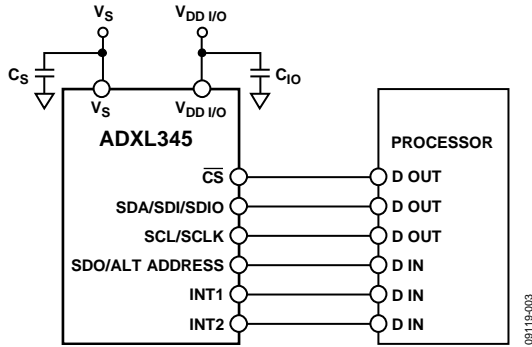 VS VDD I/O
CS CIO
VS VDD I/O
ADXL345 PROCESSOR
C̅S̅ D OUT
SDA/SDI/SDIO D OUT
SCL/SCLK D OUT
SDO/ALT ADDRESS D IN
INT1 D IN
INT2 D IN
09119-003